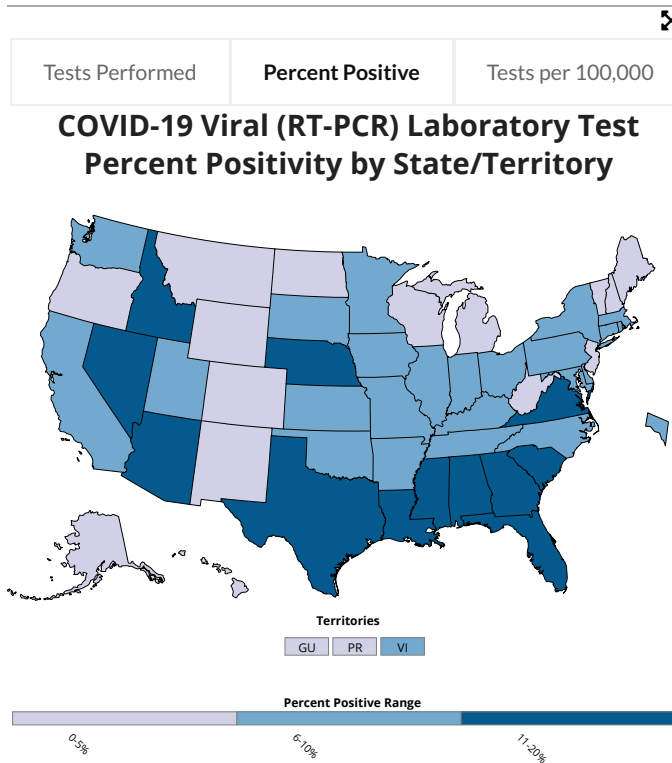 Tests Performed
Percent Positive
Tests per 100,000
COVID-19 Viral (RT-PCR) Laboratory Test
Percent Positivity by State/Territory
Territories
GU
PR
VI
Percent Positive Range
0-5%
6-10%
11-20%